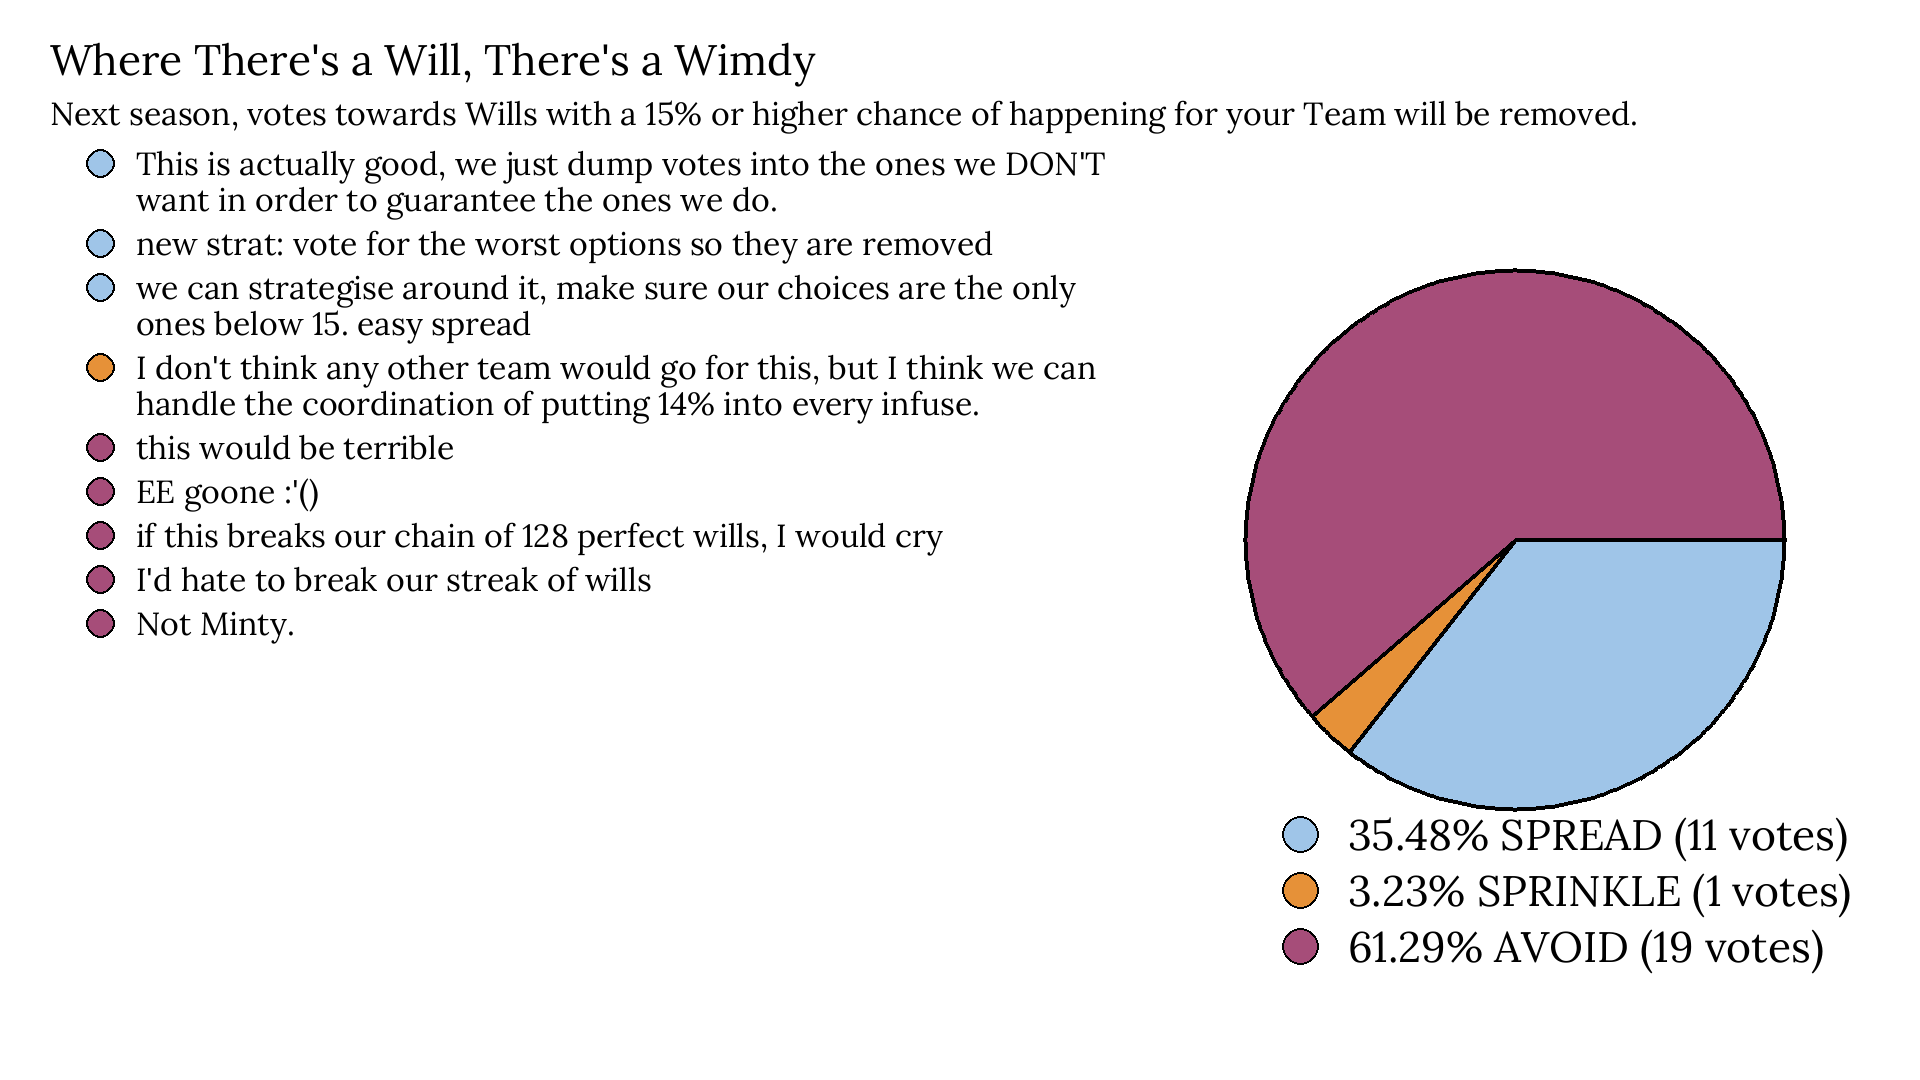 Where There's a Will, There's a Wimdy
Next season, votes towards Wills with a 15% or higher chance of happening for your Team will be removed.
This is actually good, we just dump votes into the ones we DON'T
want in order to guarantee the ones we do.
new strat: vote for the worst options so they are removed
we can strategise around it, make sure our choices are the only
ones below 15. easy spread
I don't think any other team would go for this, but I think we can
handle the coordination of putting 14% into every infuse.
this would be terrible
EE goone :'()
if this breaks our chain of 128 perfect wills, I would cry
I'd hate to break our streak of wills
Not Minty.
35.48% SPREAD (11 votes)
3.23% SPRINKLE (1 votes)
61.29% AVOID (19 votes)